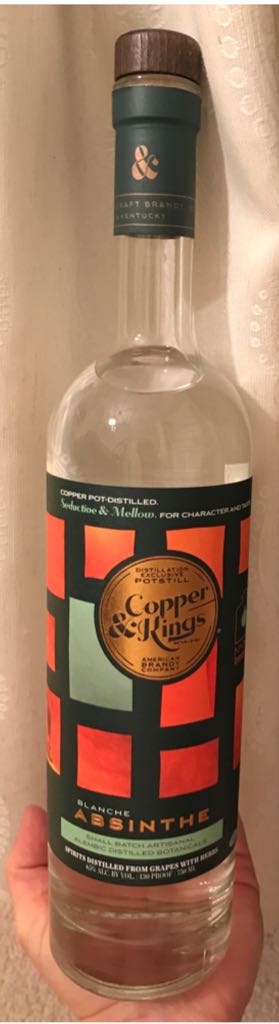 &
CRAFT BRANDY
KENTUCKY
COPPER POT-DISTILLED.
Seductive & Mellow. FOR CHARACTER AND
DISTILLATION
EXCLUSIVE
POTSTILL
Copper
& Kings
AMERICAN
BRANDY
COMPANY
BLANCHE
ABSINTHE
SMALL BATCH ARTISANAL
ALEMBIC DISTILLED BOTANICALS
SPIRITS DISTILLED FROM GRAPES WITH HERBS
65% ALC BY VOL. | 130 PROOF | 750 ML